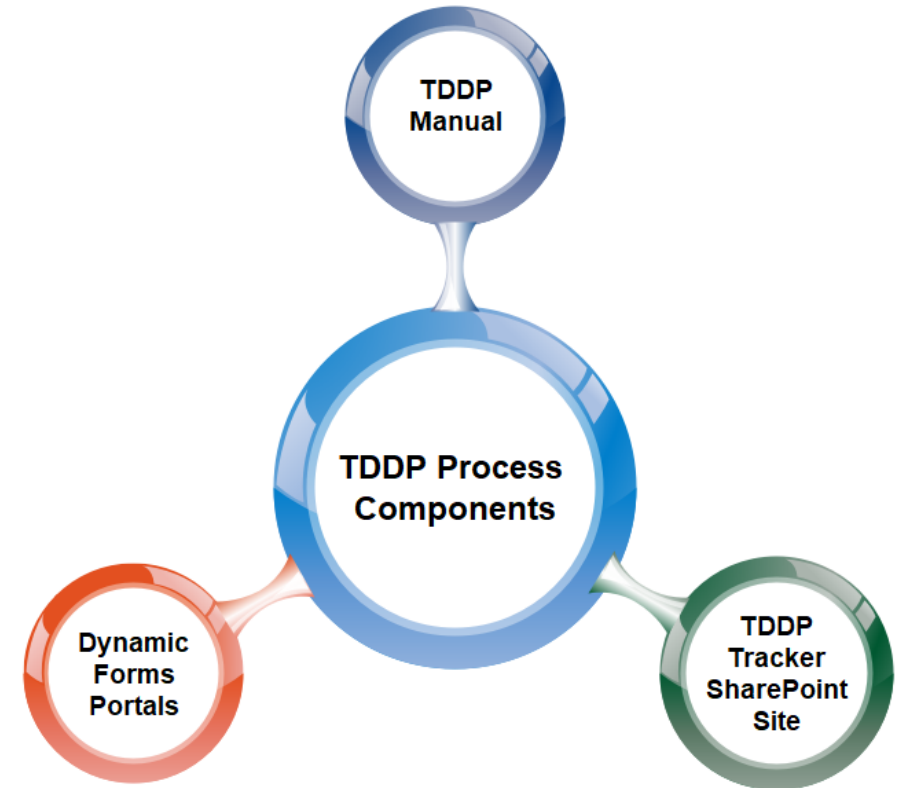 TDDP
Manual
TDDP Process
Components
Dynamic
Forms
Portals
TDDP
Tracker
SharePoint
Site